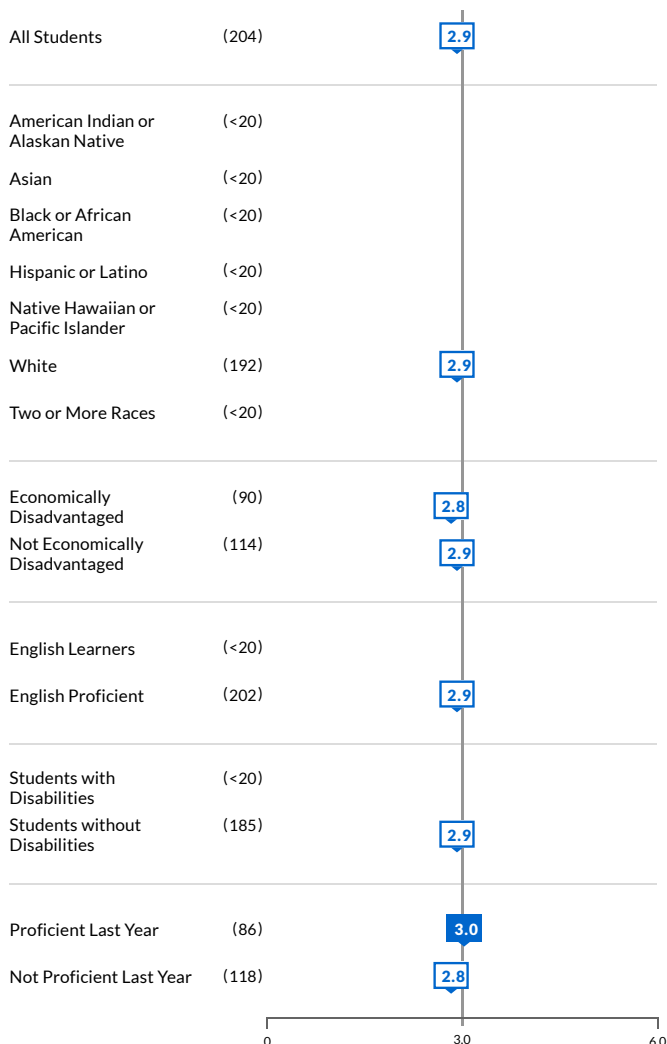 All Students (204) 2.9
American Indian or (<20)
Alaskan Native
Asian (<20)
Black or African (<20)
American
Hispanic or Latino (<20)
Native Hawaiian or (<20)
Pacific Islander
White (192) 2.9
Two or More Races (<20)
Economically (90) 2.8
Disadvantaged
Not Economically (114) 2.9
Disadvantaged
English Learners (<20)
English Proficient (202) 2.9
Students with (<20)
Disabilities
Students without (185) 2.9
Disabilities
Proficient Last Year (86) 3.0
Not Proficient Last Year (118) 2.8
0 3.0 6.0